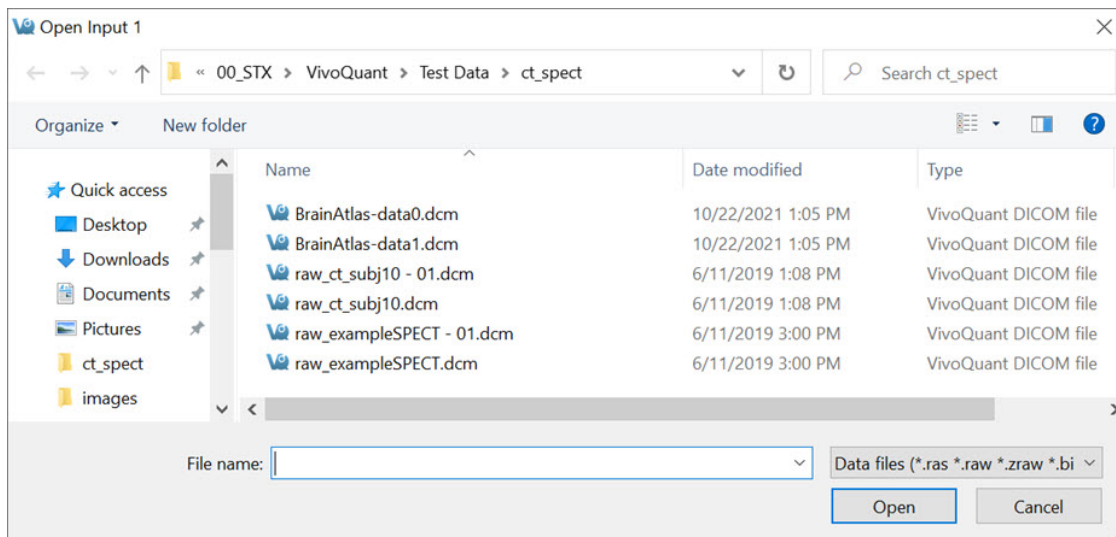 Open Input 1
« 00_STX > VivoQuant > Test Data > ct_spect
Search ct_spect
Organize New folder
Name Date modified Type
Quick access
Desktop
Downloads
Documents
Pictures
ct_spect
images
BrainAtlas-data0.dcm 10/22/2021 1:05 PM VivoQuant DICOM file
BrainAtlas-data1.dcm 10/22/2021 1:05 PM VivoQuant DICOM file
raw_ct_subj10 - 01.dcm 6/11/2019 1:08 PM VivoQuant DICOM file
raw_ct_subj10.dcm 6/11/2019 1:08 PM VivoQuant DICOM file
raw_exampleSPECT - 01.dcm 6/11/2019 3:00 PM VivoQuant DICOM file
raw_exampleSPECT.dcm 6/11/2019 3:00 PM VivoQuant DICOM file
File name: Data files (*.ras *.raw *.zraw *.bi
Open Cancel